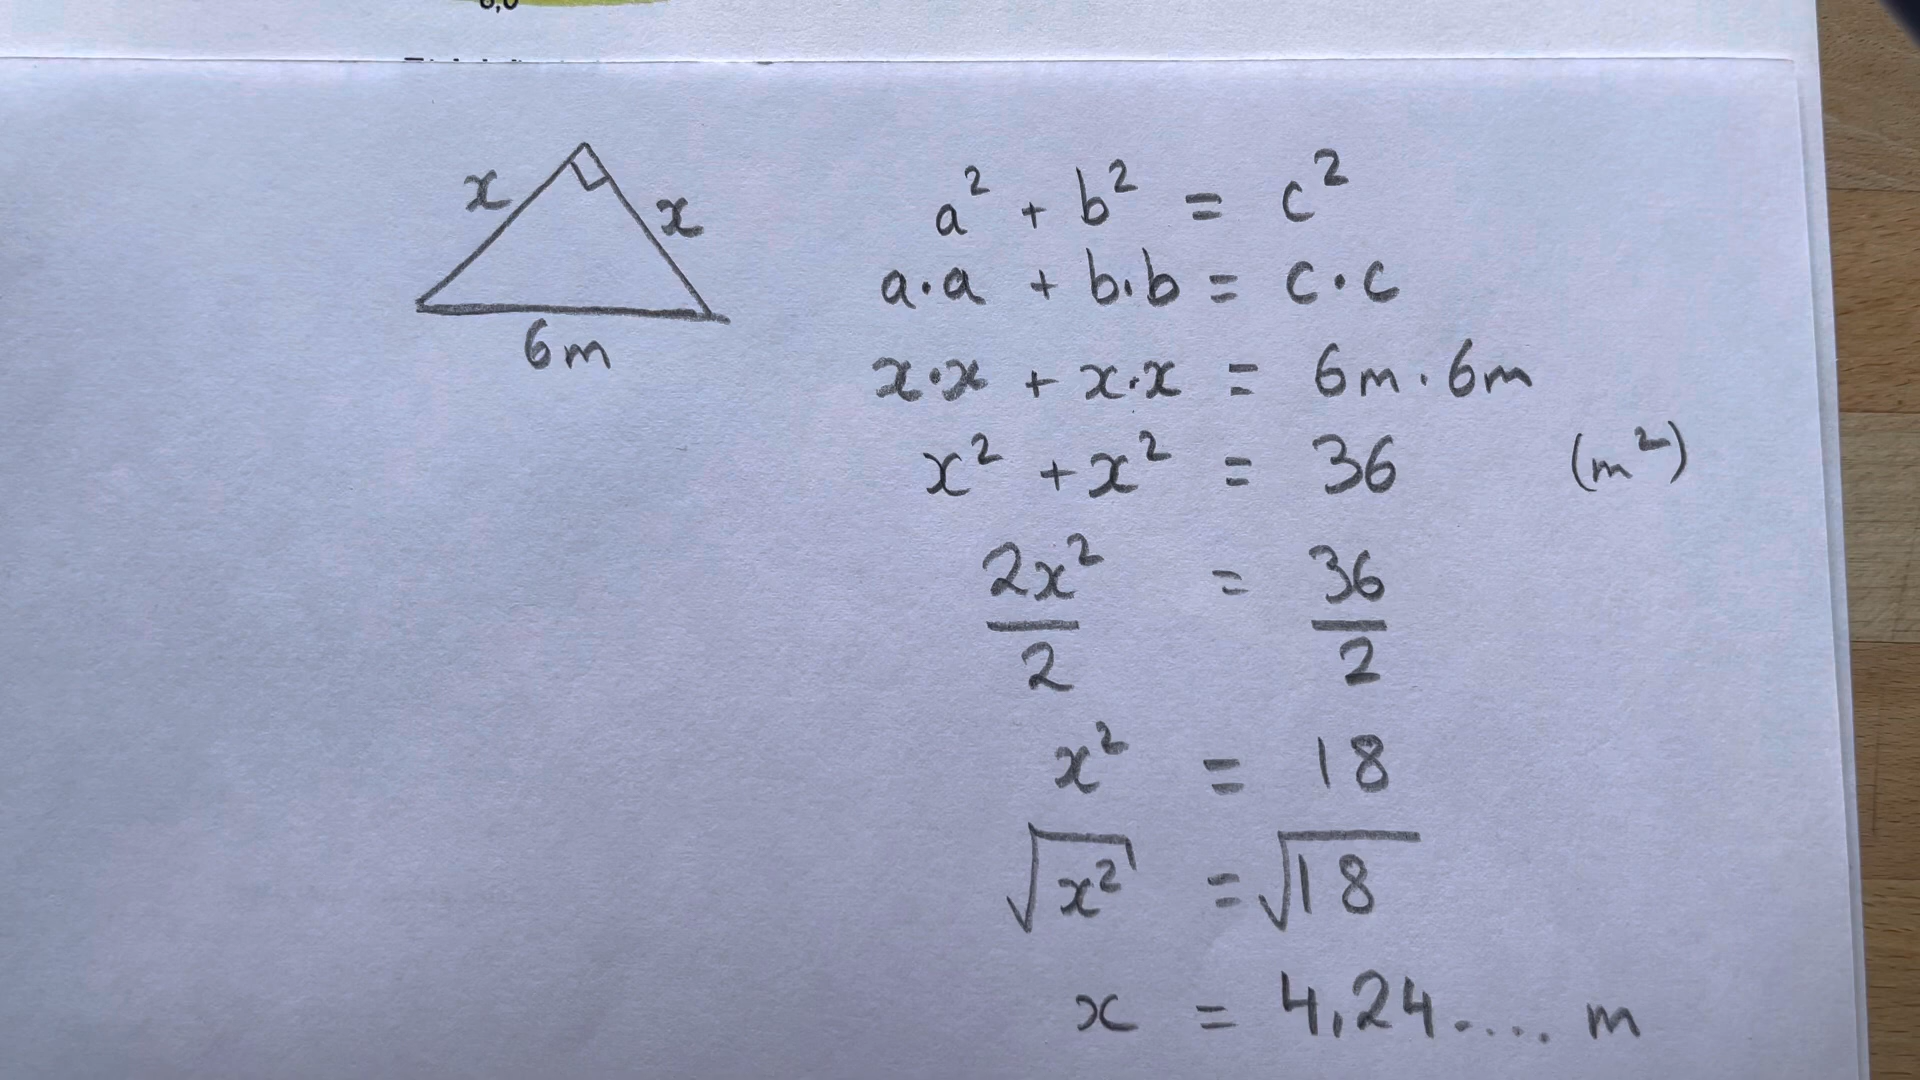 x
x
6m
a² + b² = c²
a·a + b·b = c·c
x·x + x·x = 6m·6m
x² + x² = 36 (m²)
2x²/2 = 36/2
x² = 18
√x² = √18
x = 4,24.... m